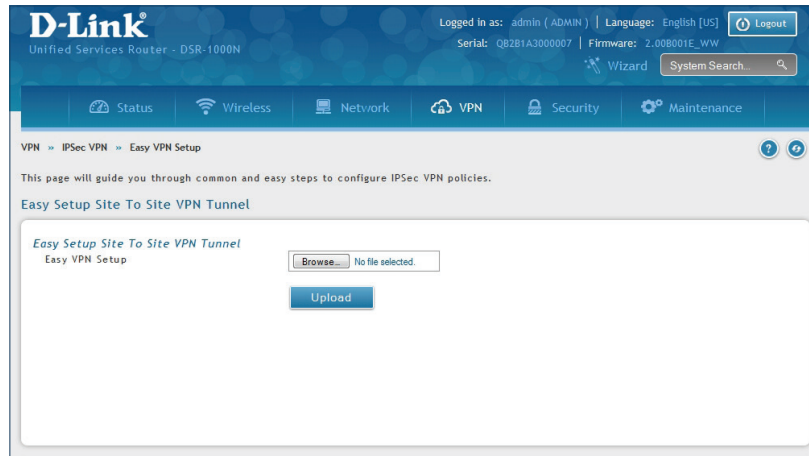 D-Link®
Unified Services Router - DSR-1000N
Logged in as: admin ( ADMIN ) | Language: English [US]
Logout
Serial: QB2B1A3000007 | Firmware: 2.00B001E_WW
Wizard
System Search...
Status
Wireless
Network
VPN
Security
Maintenance
VPN » IPSec VPN » Easy VPN Setup
?
This page will guide you through common and easy steps to configure IPSec VPN policies.
Easy Setup Site To Site VPN Tunnel
Easy Setup Site To Site VPN Tunnel
Easy VPN Setup
Browse...
No file selected.
Upload